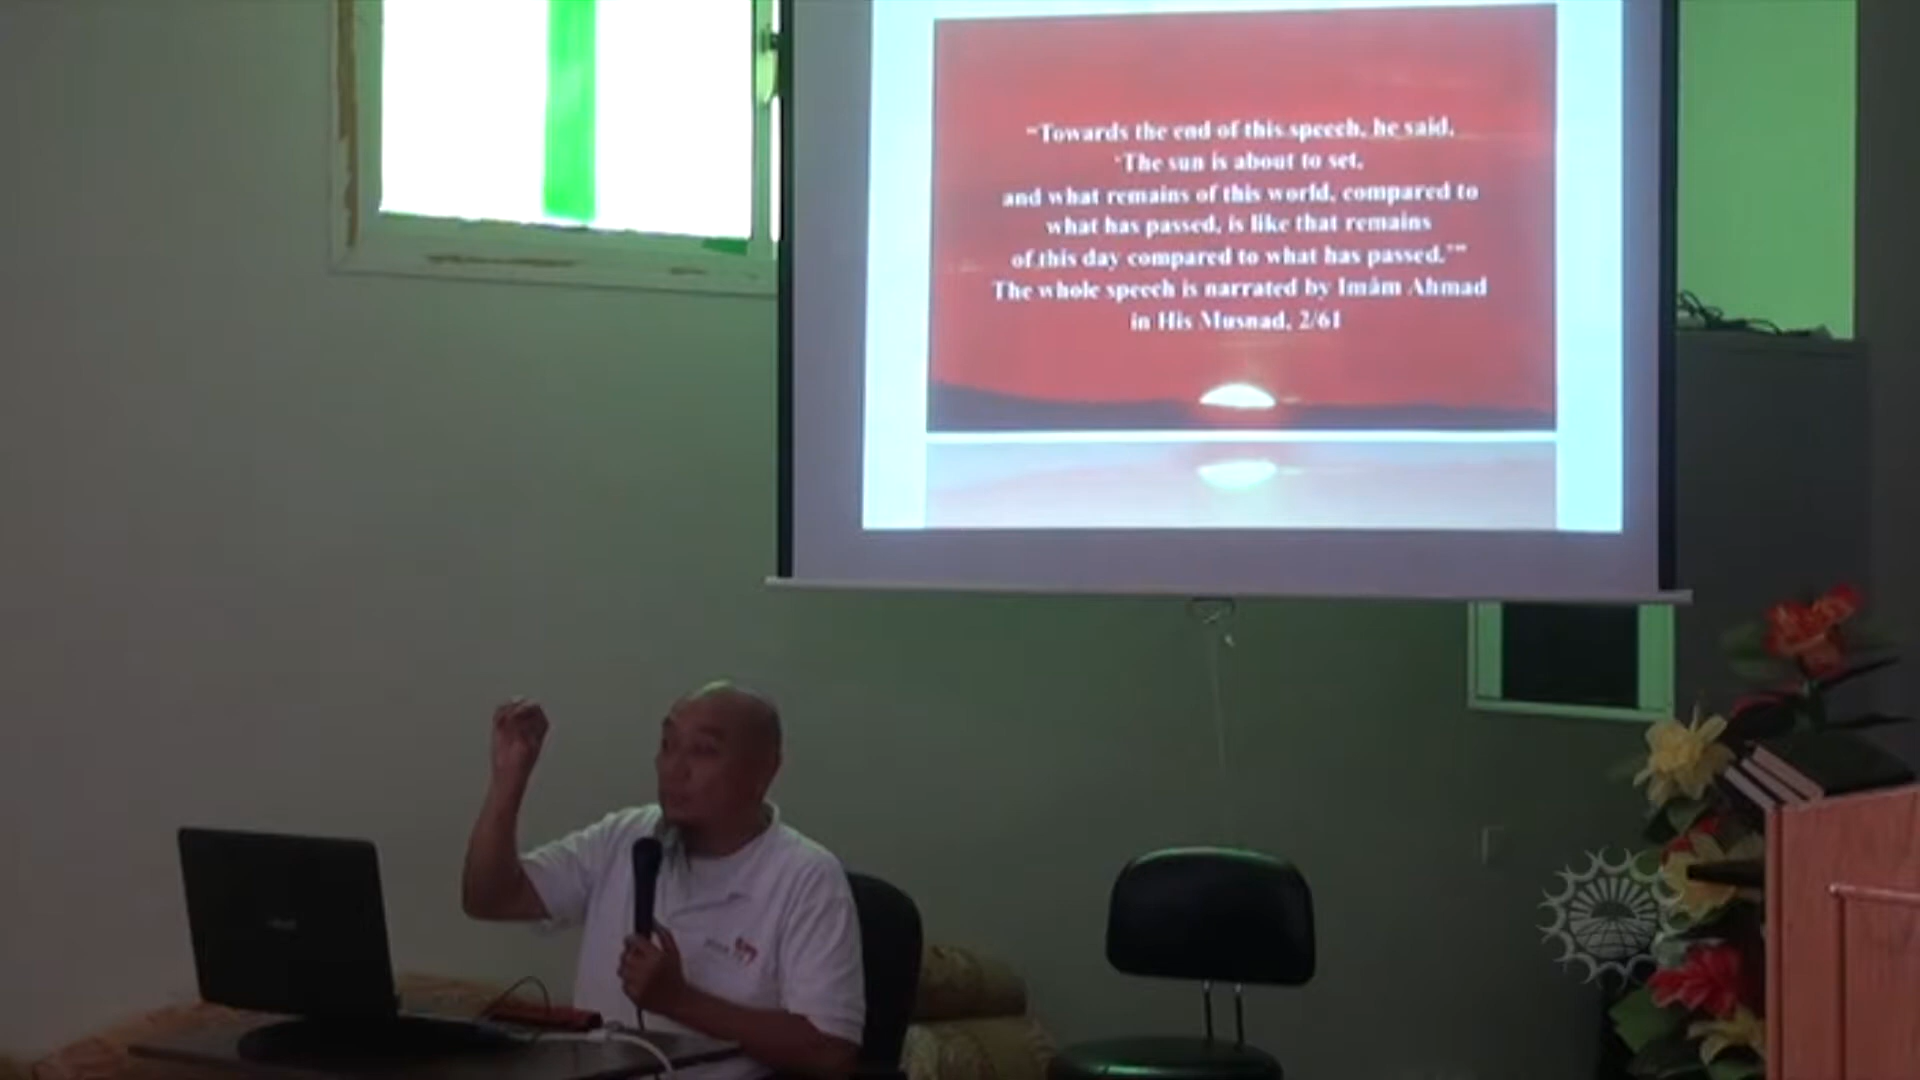 "Towards the end of this speech, he said,
'The sun is about to set,
and what remains of this world, compared to
what has passed, is like that remains
of this day compared to what has passed.'"
The whole speech is narrated by Imâm Ahmad
in His Musnad, 2/61